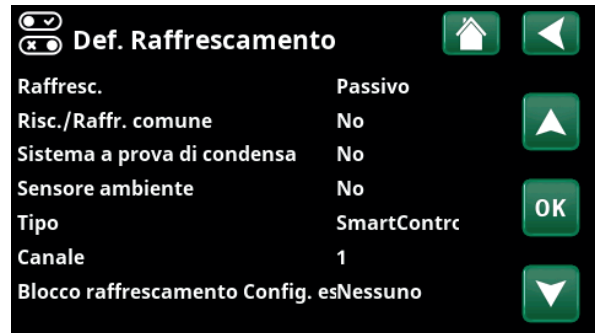 Def. Raffrescamento
Raffresc. Passivo
Risc./Raffr. comune No
Sistema a prova di condensa No
Sensore ambiente No
OK
Tipo SmartContro
Canale 1
Blocco raffrescamento Config. esNessuno